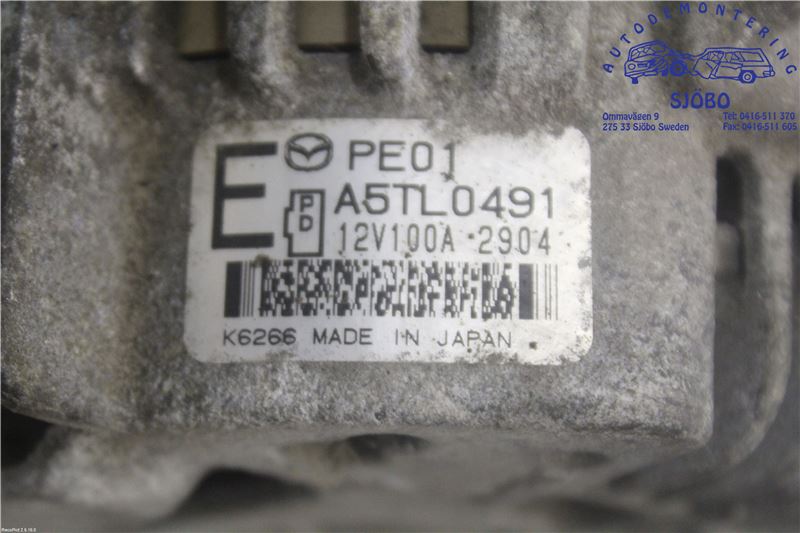 AUTODEMONTERING
SJÖBO
Ommavägen 9
275 33 Sjöbo Sweden
Tel: 0416-511 370
Fax: 0416-511 605
E
PE01
P
D
A5TL0491
12V100A 2904
K6266 MADE IN JAPAN